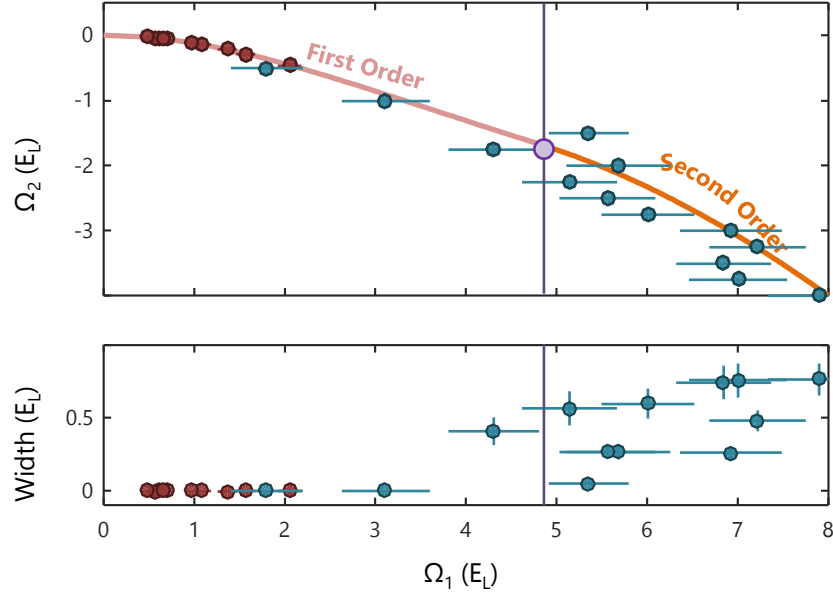 0
-1
-2
-3
Ω2 (EL)
First Order
Second Order
0.5
0
Width (EL)
0 1 2 3 4 5 6 7 8
Ω1 (EL)